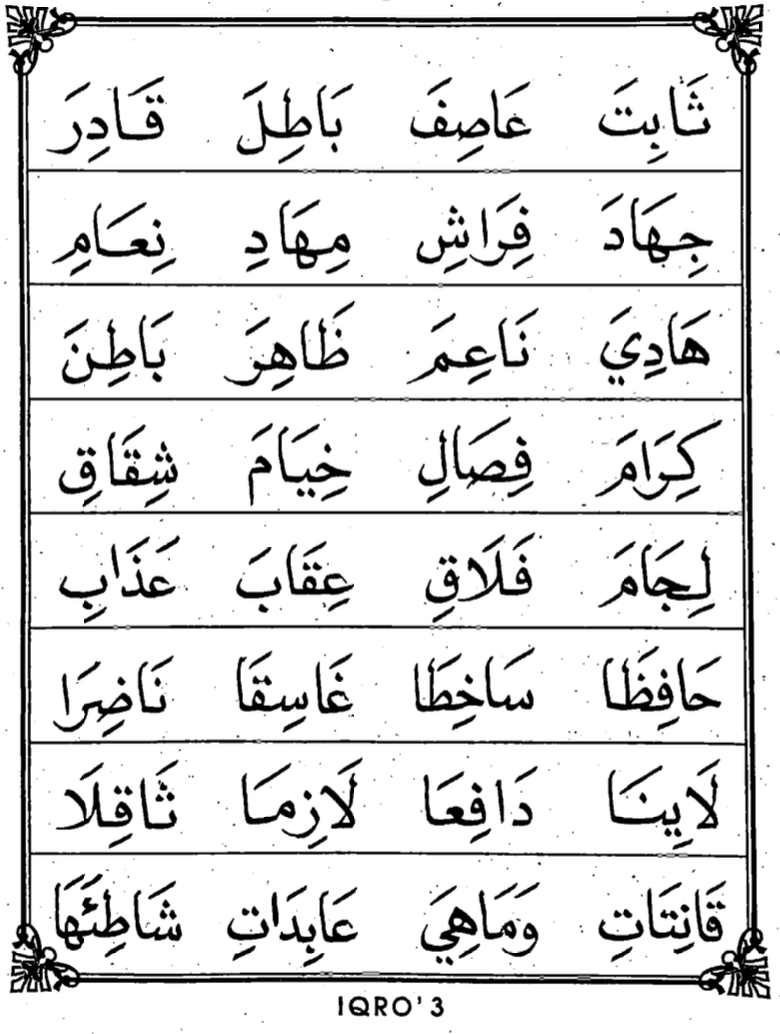 ثَابِتَ عَاصِفَ بَاطِلَ قَادِرَ
جِهَادَ فِرَاشِ مِهَادِ نِعَامِ
هَادِيَ نَاعِمَ ظَاهِرَ بَاطِنَ
كِرَامَ فِصَالِ خِيَامَ شِقَاقِ
لِجَامَ فَلَاقِ عِقَابَ عَذَابِ
حَافِظَا سَاخِطَا غَاسِقَا نَاضِرَا
لَايِنَا دَافِعَا لَازِمَا ثَاقِلَا
قَانِتَاتِ وَمَاهِيَ عَابِدَاتِ شَاطِئَهَا
IQRO' 3